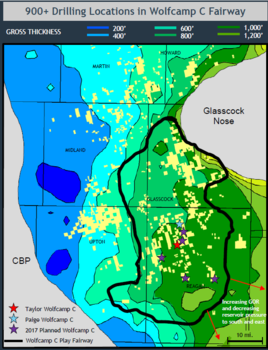 900+ Drilling Locations in Wolfcamp C Fairway
GROSS THICKNESS
200'
400'
600'
800'
1,000'
1,200'
HOWARD
MARTIN
Glasscock
Nose
MIDLAND
GLASSCOCK
UPTON
CBP
REAGAN
Increasing GOR
and decreasing
reservoir pressure
to south and east
Taylor Wolfcamp C
Paige Wolfcamp C
2017 Planned Wolfcamp C
Wolfcamp C Play Fairway
10 mi.